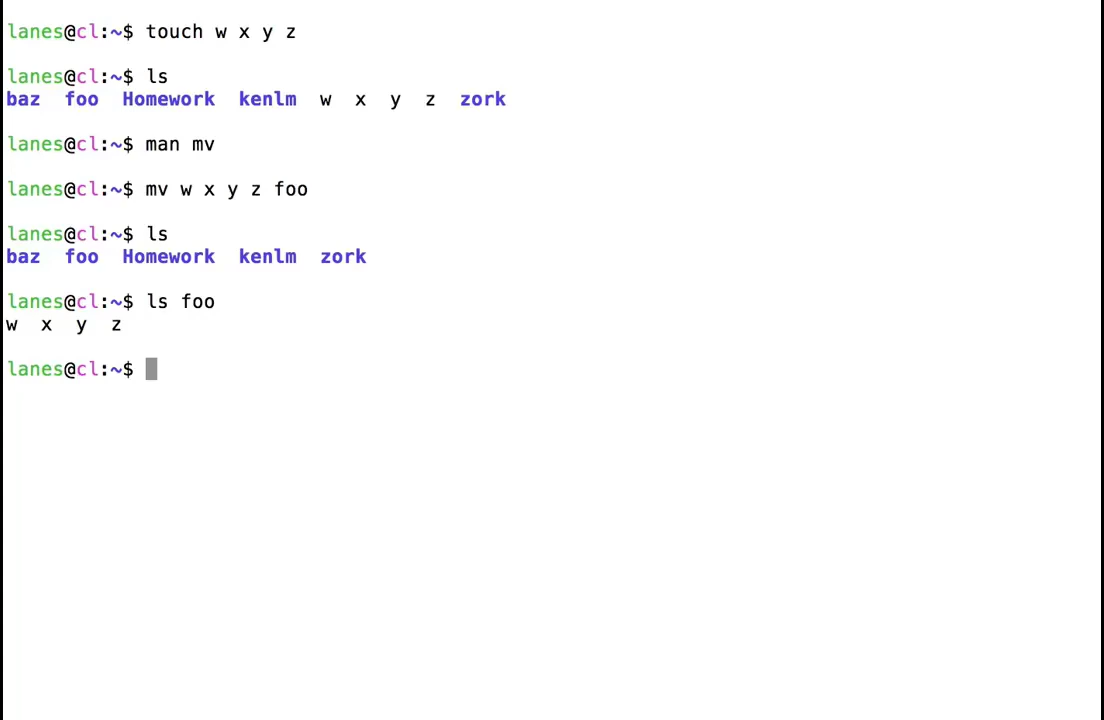 lanes@cl:~$ touch w x y z
lanes@cl:~$ ls
baz  foo  Homework  kenlm  w  x  y  z  zork
lanes@cl:~$ man mv
lanes@cl:~$ mv w x y z foo
lanes@cl:~$ ls
baz  foo  Homework  kenlm  zork
lanes@cl:~$ ls foo
w  x  y  z
lanes@cl:~$